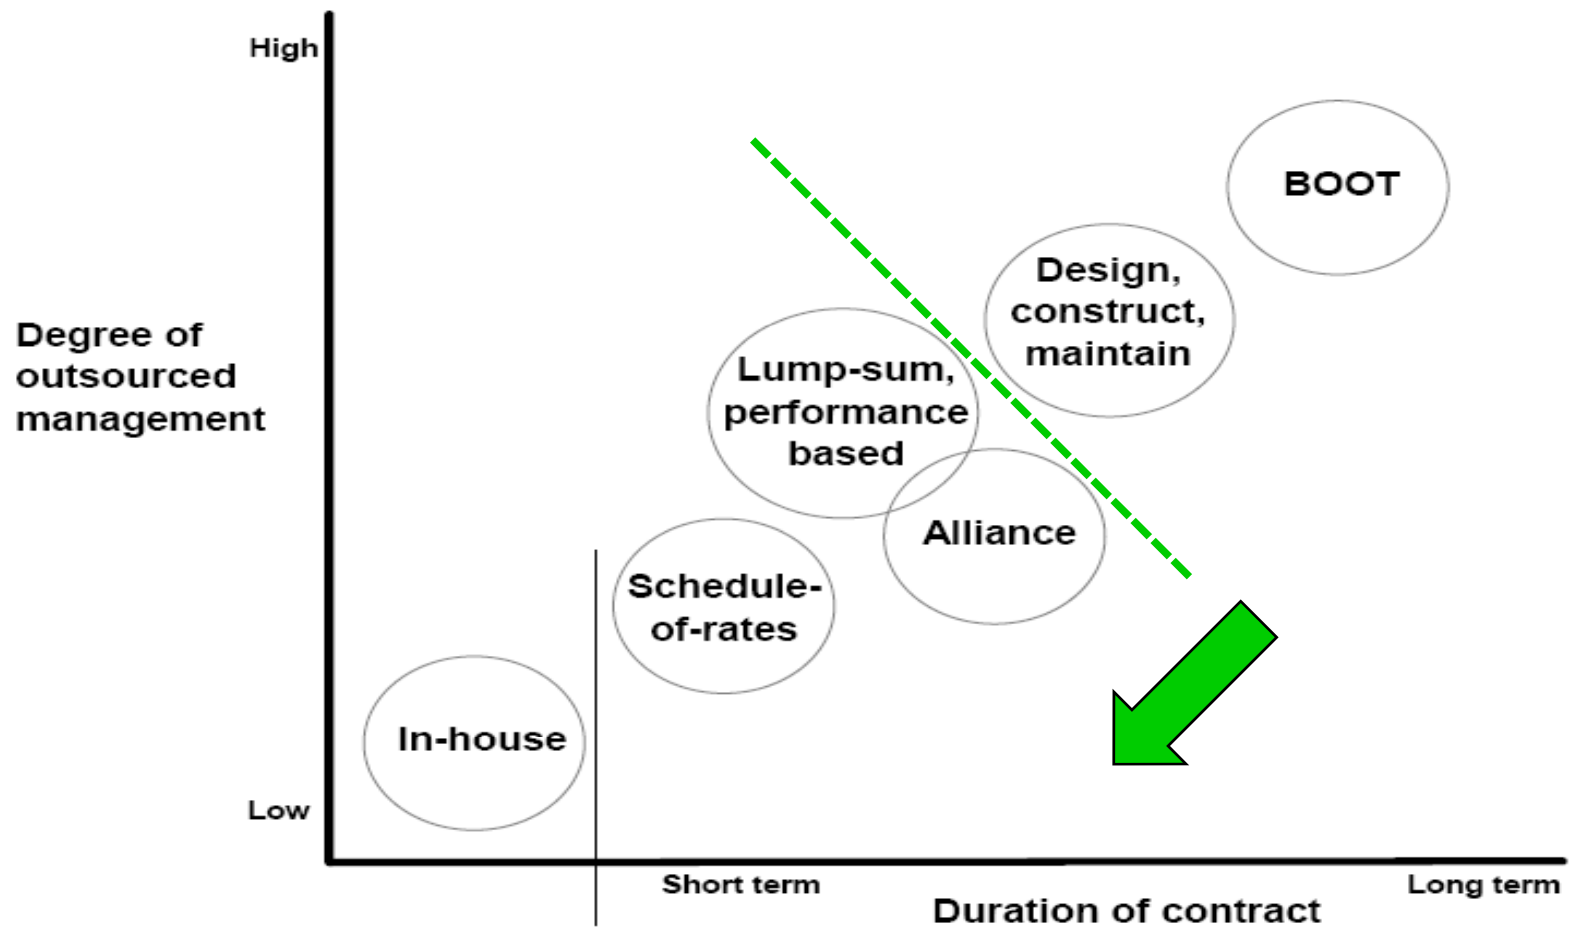 High
BOOT
Design,
construct,
maintain
Degree of
outsourced
management
Lump-sum,
performance
based
Alliance
Schedule-
of-rates
In-house
Low
Short term
Long term
Duration of contract